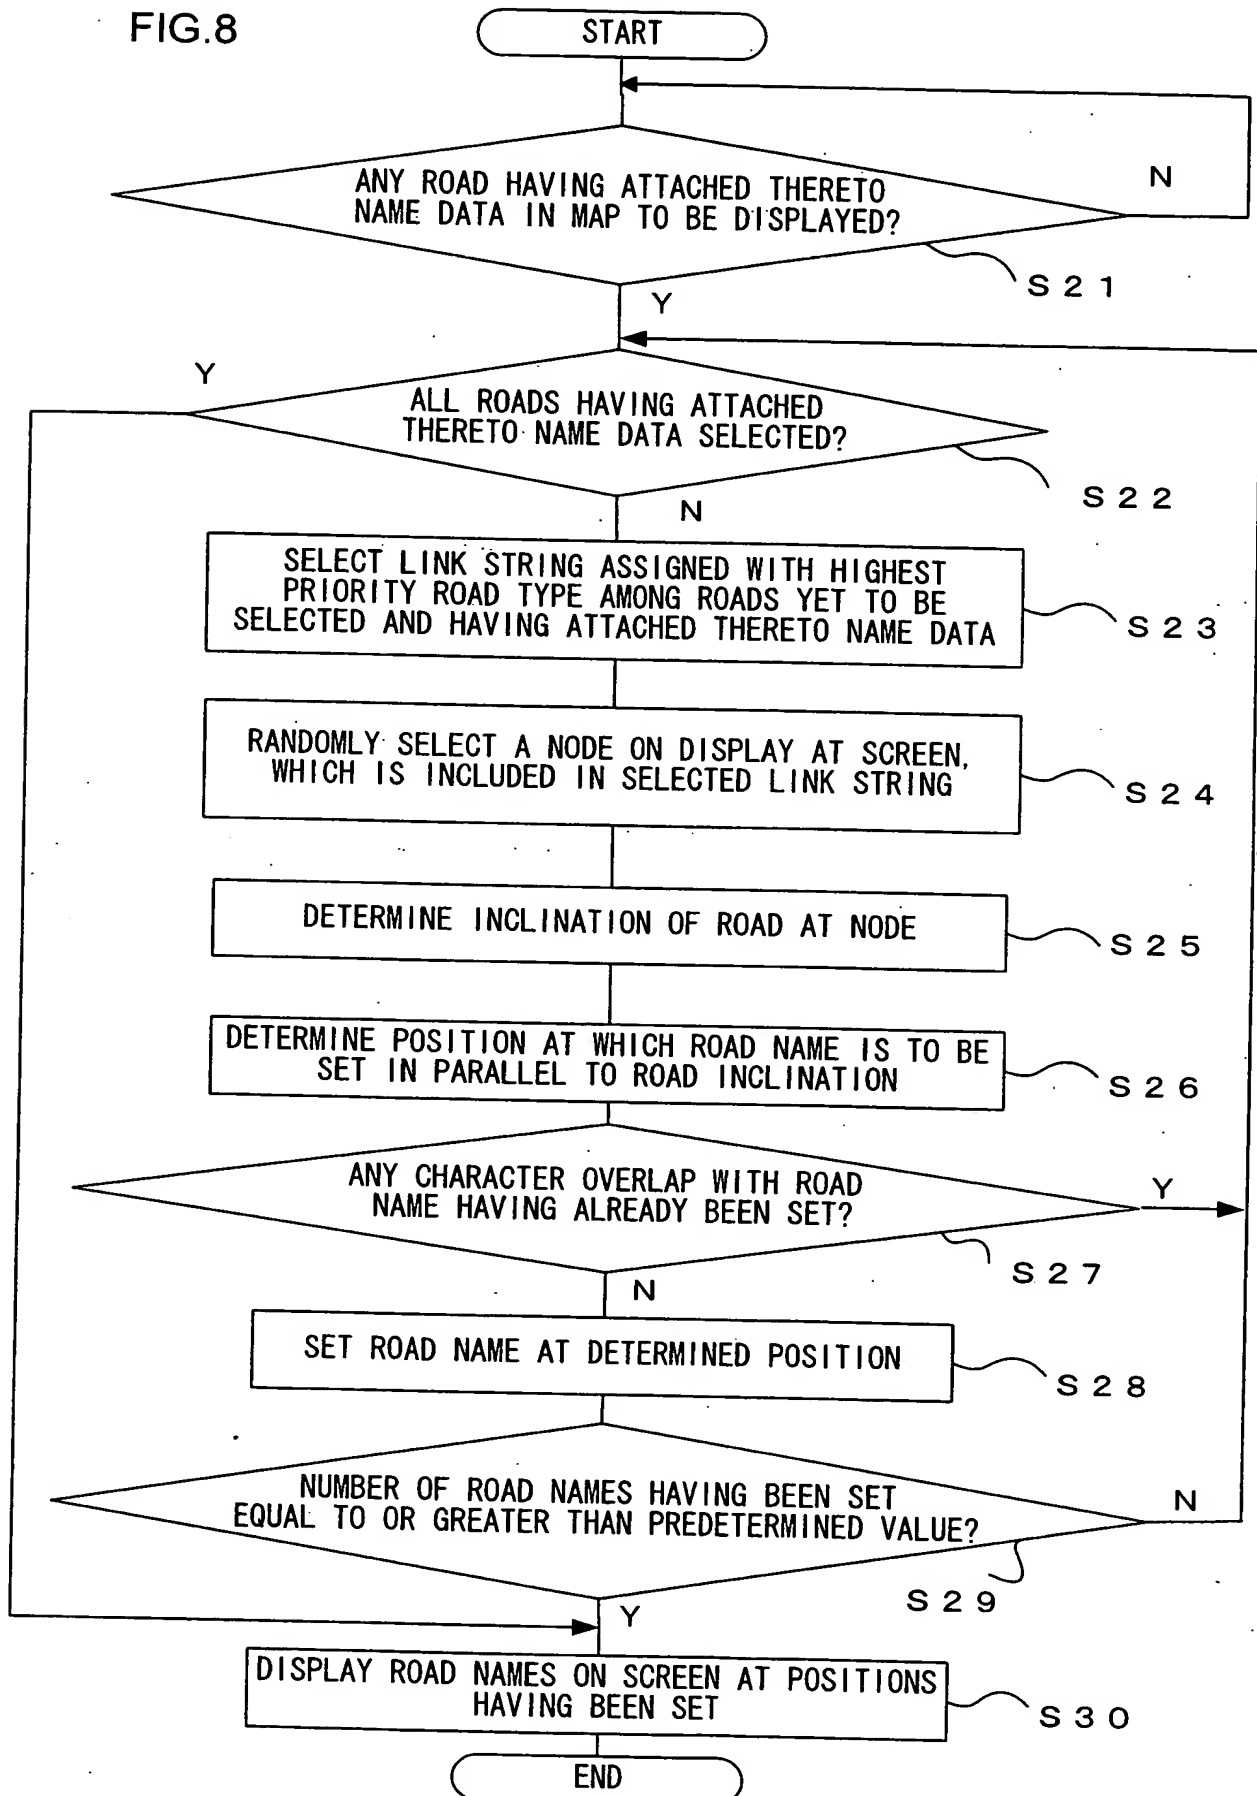 FIG.8
START
ANY ROAD HAVING ATTACHED THERETO
NAME DATA IN MAP TO BE DISPLAYED?
N
S21
Y
Y
ALL ROADS HAVING ATTACHED
THERETO NAME DATA SELECTED?
S22
N
SELECT LINK STRING ASSIGNED WITH HIGHEST
PRIORITY ROAD TYPE AMONG ROADS YET TO BE
SELECTED AND HAVING ATTACHED THERETO NAME DATA
S23
RANDOMLY SELECT A NODE ON DISPLAY AT SCREEN,
WHICH IS INCLUDED IN SELECTED LINK STRING
S24
DETERMINE INCLINATION OF ROAD AT NODE
S25
DETERMINE POSITION AT WHICH ROAD NAME IS TO BE
SET IN PARALLEL TO ROAD INCLINATION
S26
ANY CHARACTER OVERLAP WITH ROAD
NAME HAVING ALREADY BEEN SET?
Y
S27
N
SET ROAD NAME AT DETERMINED POSITION
S28
NUMBER OF ROAD NAMES HAVING BEEN SET
EQUAL TO OR GREATER THAN PREDETERMINED VALUE?
N
S29
Y
DISPLAY ROAD NAMES ON SCREEN AT POSITIONS
HAVING BEEN SET
S30
END